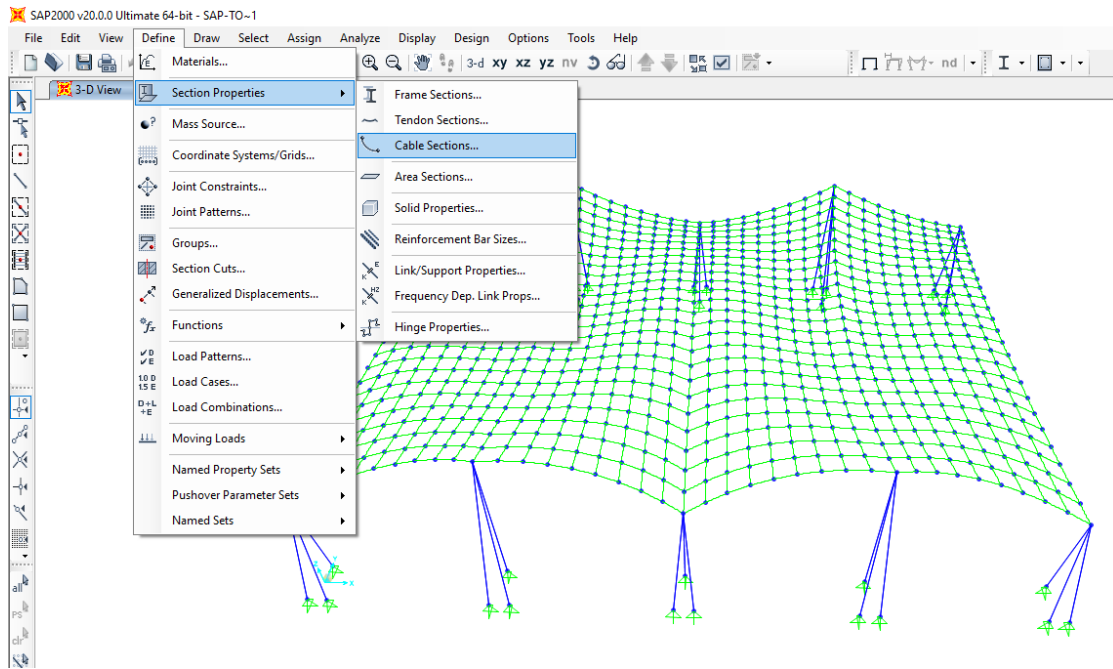 SAP2000 v20.0.0 Ultimate 64-bit - SAP-TO~1
File Edit View Define Draw Select Assign Analyze Display Design Options Tools Help
3-d xy xz yz nv nd
3-D View
Materials...
Section Properties
Mass Source...
Coordinate Systems/Grids...
Joint Constraints...
Joint Patterns...
Groups...
Section Cuts...
Generalized Displacements...
Functions
Load Patterns...
Load Cases...
Load Combinations...
Moving Loads
Named Property Sets
Pushover Parameter Sets
Named Sets
Frame Sections...
Tendon Sections...
Cable Sections...
Area Sections...
Solid Properties...
Reinforcement Bar Sizes...
Link/Support Properties...
Frequency Dep. Link Props...
Hinge Properties...
all
PS
clr